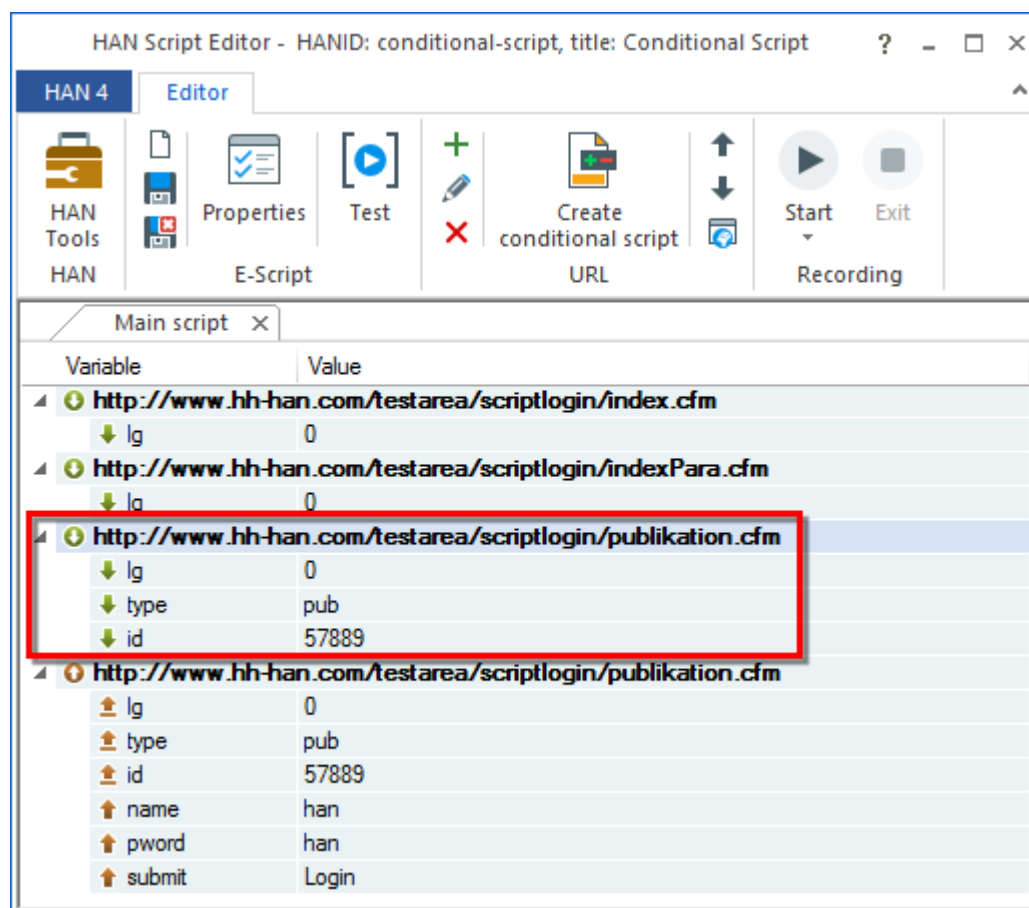 HAN Script Editor - HANID: conditional-script, title: Conditional Script
HAN 4 Editor
HAN Tools
Properties
Test
Create conditional script
Start
Exit
HAN E-Script URL Recording
Main script
Variable Value
http://www.hh-han.com/testarea/scriptlogin/index.cfm
lg 0
http://www.hh-han.com/testarea/scriptlogin/indexPara.cfm
lg 0
http://www.hh-han.com/testarea/scriptlogin/publikation.cfm
lg 0
type pub
id 57889
http://www.hh-han.com/testarea/scriptlogin/publikation.cfm
lg 0
type pub
id 57889
name han
pword han
submit Login